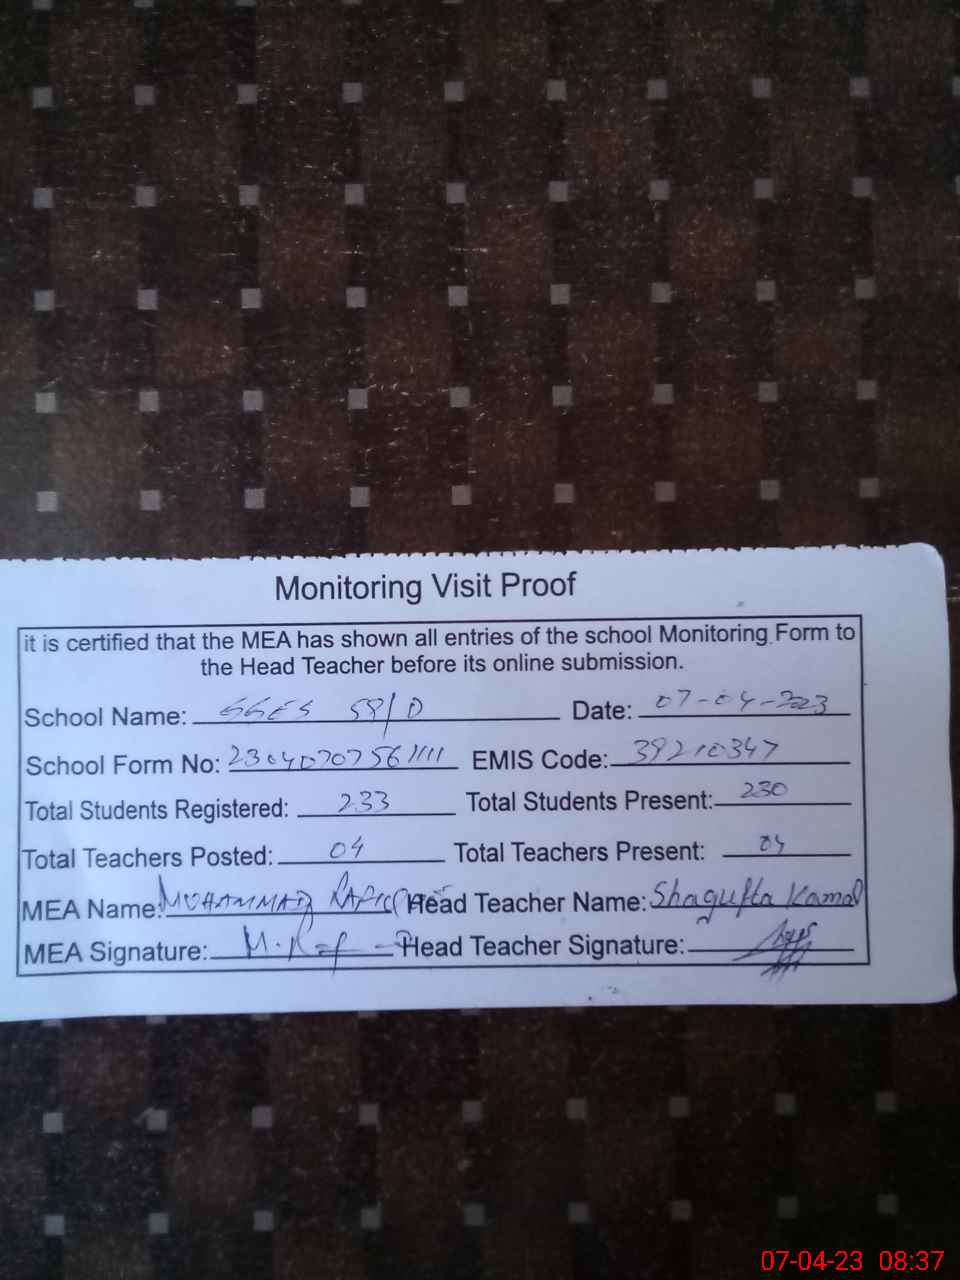 Monitoring Visit Proof
it is certified that the MEA has shown all entries of the school Monitoring Form to
the Head Teacher before its online submission.
School Name: GGES 58/D Date: 07-04-2023
School Form No: 23040707561111 EMIS Code: 39210347
Total Students Registered: 233 Total Students Present: 230
Total Teachers Posted: 04 Total Teachers Present: 04
MEA Name: MUHAMMAD Head Teacher Name: Shagufta Kamal
MEA Signature: Head Teacher Signature:
07-04-23 08:37